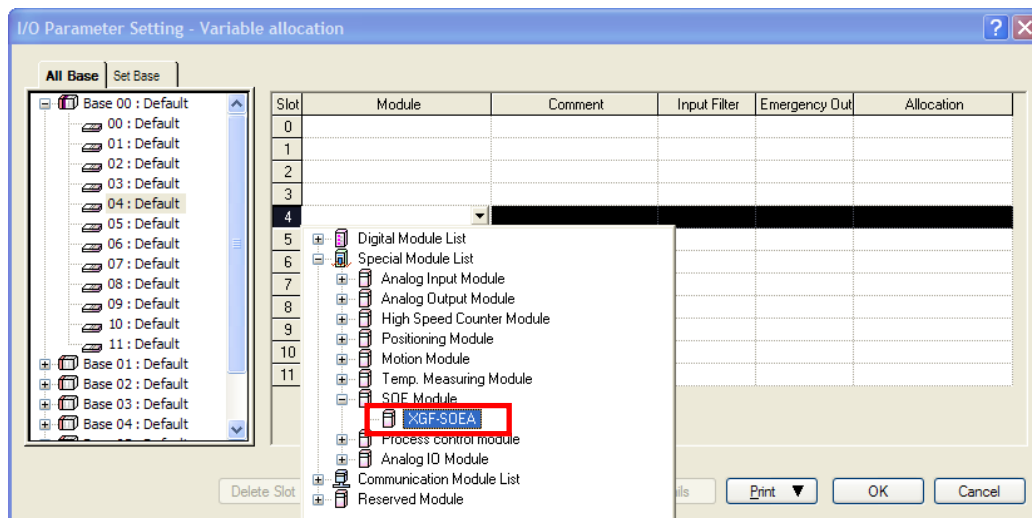 I/O Parameter Setting - Variable allocation
All Base Set Base
Base 00 : Default
00 : Default
01 : Default
02 : Default
03 : Default
04 : Default
05 : Default
06 : Default
07 : Default
08 : Default
09 : Default
10 : Default
11 : Default
Base 01 : Default
Base 02 : Default
Base 03 : Default
Base 04 : Default
Slot Module Comment Input Filter Emergency Out Allocation
0
1
2
3
4
5
6
7
8
9
10
11
Digital Module List
Special Module List
Analog Input Module
Analog Output Module
High Speed Counter Module
Positioning Module
Motion Module
Temp. Measuring Module
SOE Module
XGF-SOEA
Process control module
Analog IO Module
Communication Module List
Reserved Module
Delete Slot
Print
OK
Cancel